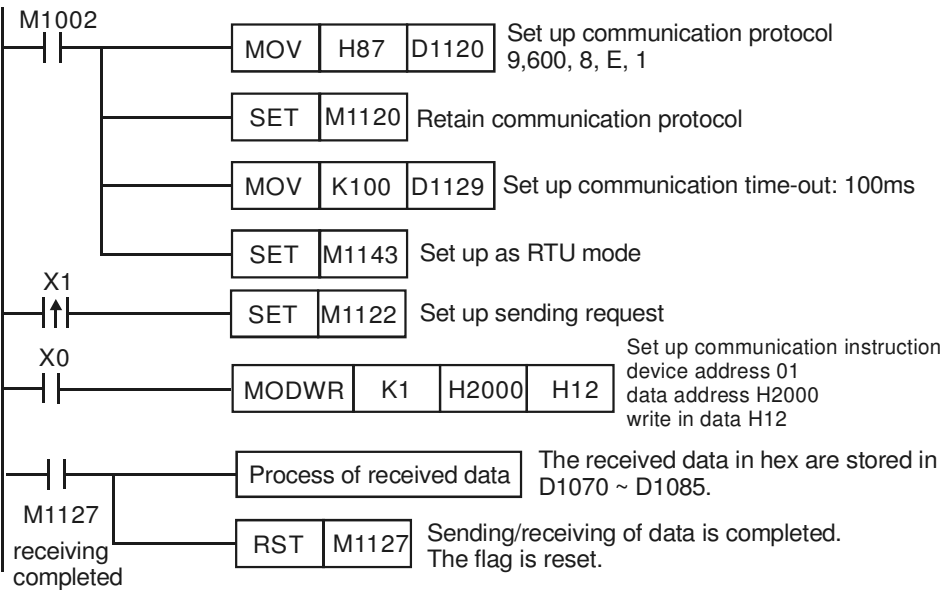 M1002
MOV H87 D1120
Set up communication protocol
9,600, 8, E, 1
SET M1120
Retain communication protocol
MOV K100 D1129
Set up communication time-out: 100ms
SET M1143
Set up as RTU mode
X1
SET M1122
Set up sending request
X0
MODWR K1 H2000 H12
Set up communication instruction
device address 01
data address H2000
write in data H12
M1127
receiving
completed
Process of received data
The received data in hex are stored in
D1070 ~ D1085.
RST M1127
Sending/receiving of data is completed.
The flag is reset.